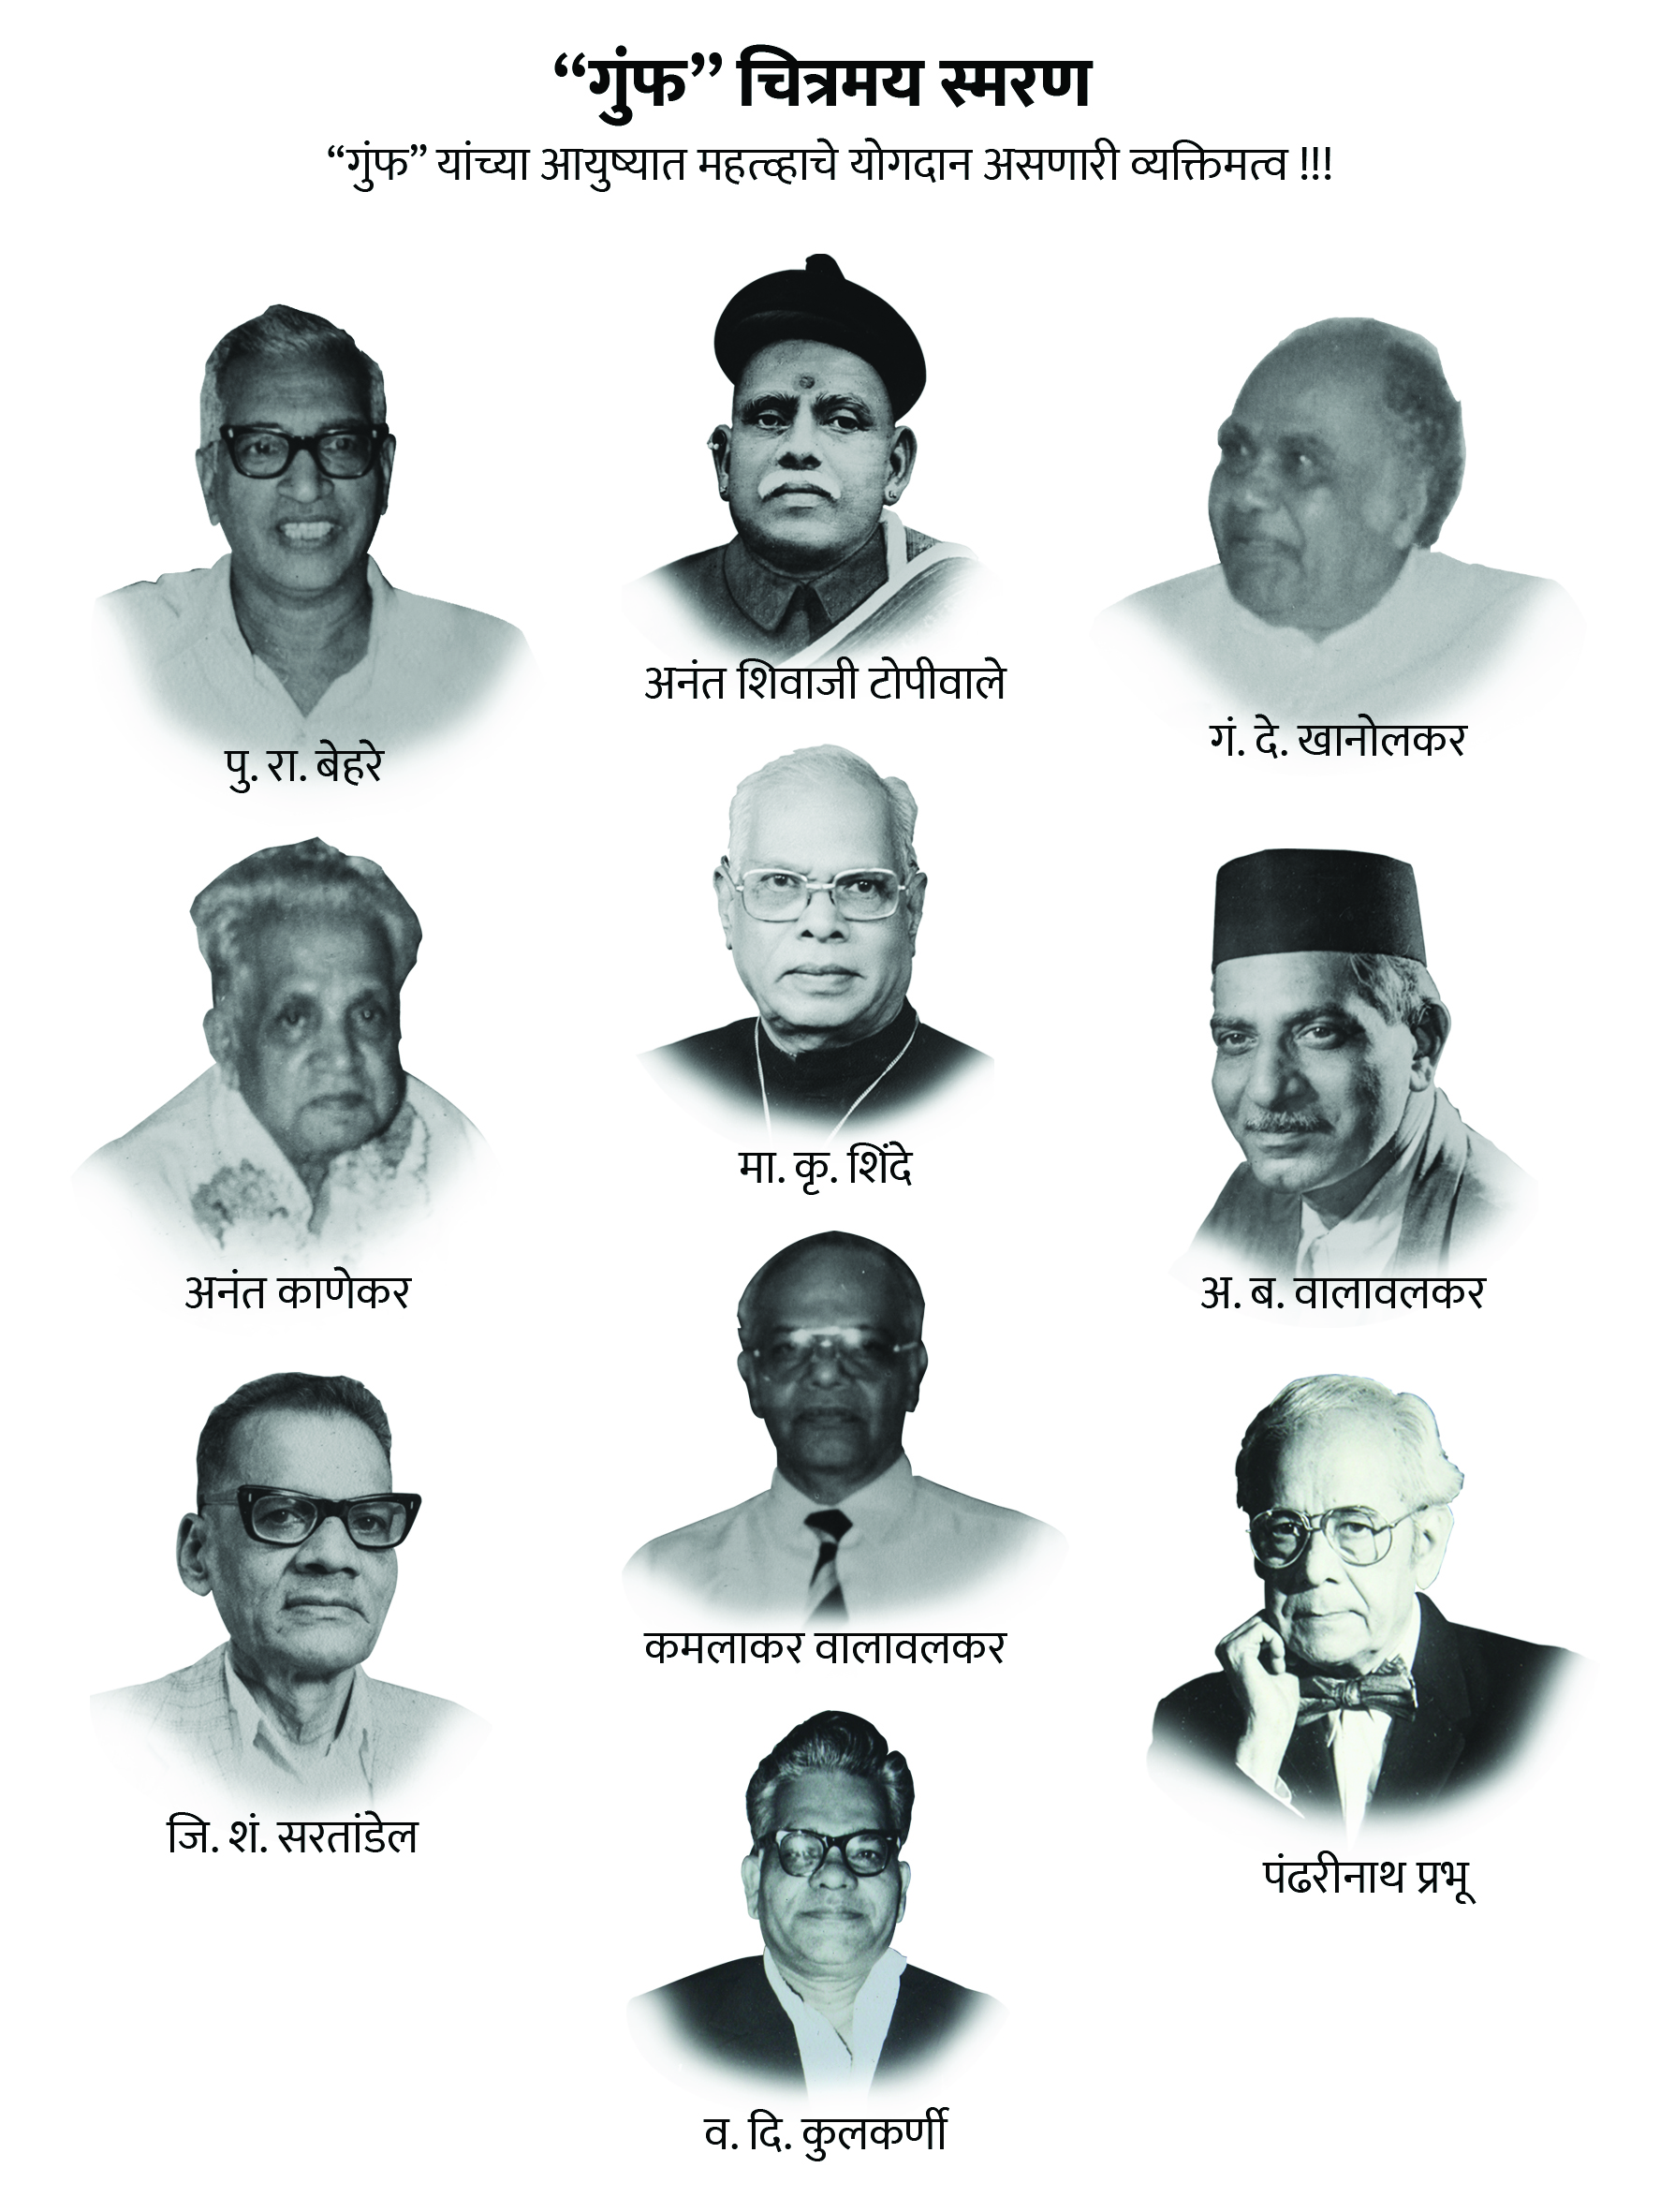 “गुंफ” चित्रमय स्मरण
“गुंफ” यांच्या आयुष्यात महत्व्हाचे योगदान असणारी व्यक्तिमत्व !!!
पु. रा. बेहरे
अनंत शिवाजी टोपीवाले
गं. दे. खानोलकर
अनंत काणेकर
मा. कृ. शिंदे
अ. ब. वालावलकर
जि. शं. सरतांडेल
कमलाकर वालावलकर
पंढरीनाथ प्रभू
व. दि. कुलकर्णी